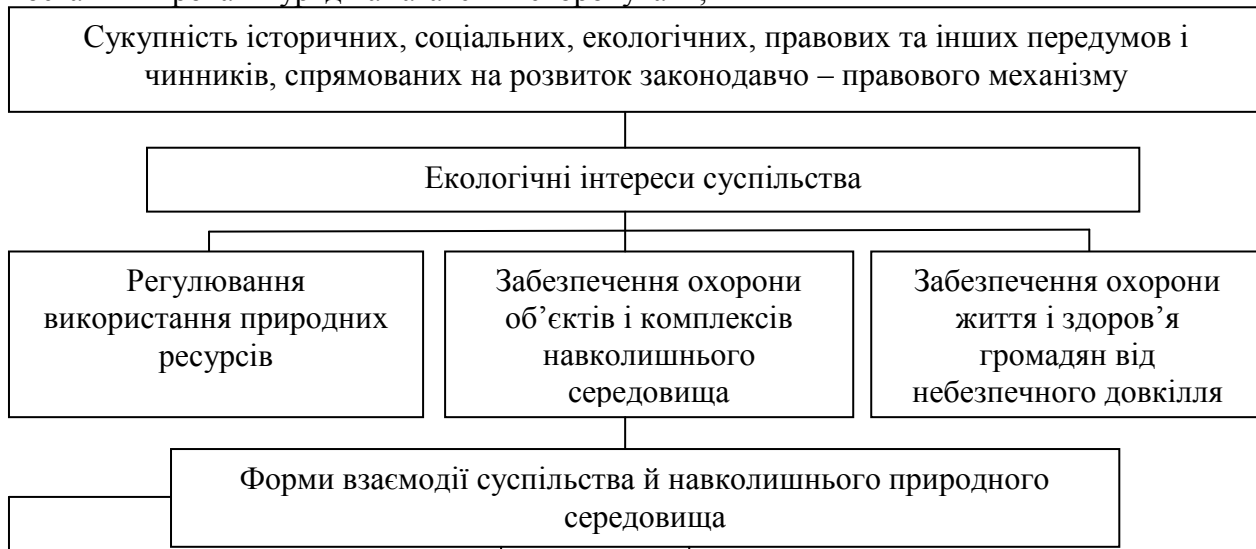 Сукупність історичних, соціальних, екологічних, правових та інших передумов і
чинників, спрямованих на розвиток законодавчо – правового механізму
Екологічні інтереси суспільства
Регулювання
використання природних
ресурсів
Забезпечення охорони
об’єктів і комплексів
навколишнього
середовища
Забезпечення охорони
життя і здоров’я
громадян від
небезпечного довкілля
Форми взаємодії суспільства й навколишнього природного
середовища